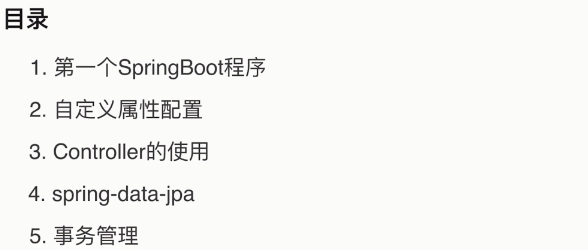 目录
1. 第一个SpringBoot程序
2. 自定义属性配置
3. Controller的使用
4. spring-data-jpa
5. 事务管理